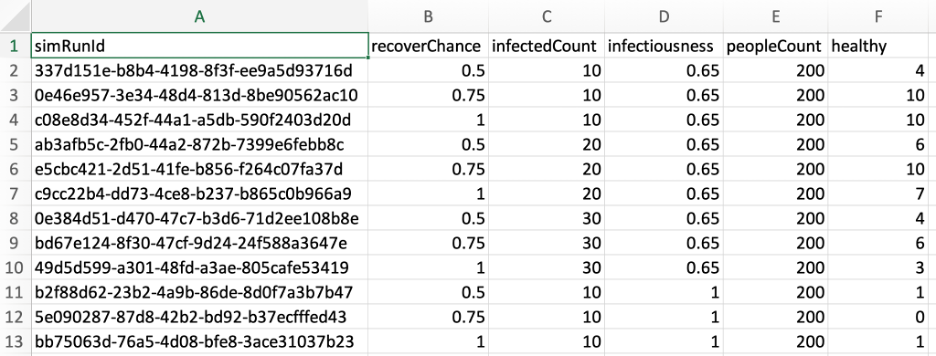 A B C D E F
1 simRunId recoverChance infectedCount infectiousness peopleCount healthy
2 337d151e-b8b4-4198-8f3f-ee9a5d93716d 0.5 10 0.65 200 4
3 0e46e957-3e34-48d4-813d-8be90562ac10 0.75 10 0.65 200 10
4 c08e8d34-452f-44a1-a5db-590f2403d20d 1 10 0.65 200 10
5 ab3afb5c-2fb0-44a2-872b-7399e6febb8c 0.5 20 0.65 200 6
6 e5cbc421-2d51-41fe-b856-f264c07fa37d 0.75 20 0.65 200 10
7 c9cc22b4-dd73-4ce8-b237-b865c0b966a9 1 20 0.65 200 7
8 0e384d51-d470-47c7-b3d6-71d2ee108b8e 0.5 30 0.65 200 4
9 bd67e124-8f30-47cf-9d24-24f588a3647e 0.75 30 0.65 200 6
10 49d5d599-a301-48fd-a3ae-805cafe53419 1 30 0.65 200 3
11 b2f88d62-23b2-4a9b-86de-8d0f7a3b7b47 0.5 10 1 200 1
12 5e090287-87d8-42b2-bd92-b37ecfffed43 0.75 10 1 200 0
13 bb75063d-76a5-4d08-bfe8-3ace31037b23 1 10 1 200 1